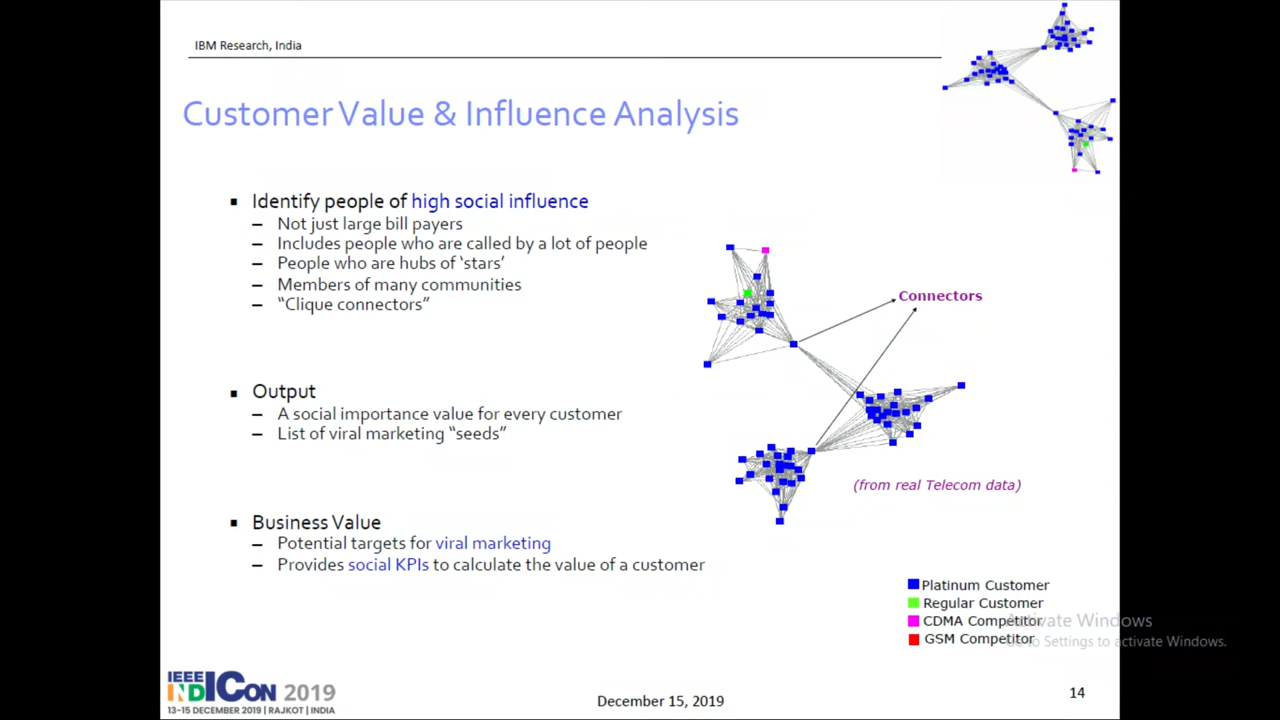 IBM Research, India
Customer Value & Influence Analysis
▪ Identify people of high social influence
– Not just large bill payers
– Includes people who are called by a lot of people
– People who are hubs of ‘stars’
– Members of many communities
– “Clique connectors”
Connectors
▪ Output
– A social importance value for every customer
– List of viral marketing “seeds”
(from real Telecom data)
▪ Business Value
– Potential targets for viral marketing
– Provides social KPIs to calculate the value of a customer
Platinum Customer
Regular Customer
CDMA Competitor
GSM Competitor
Activate Windows
Go to Settings to activate Windows.
IEEE
INDICON 2019
13-15 DECEMBER 2019 | RAJKOT | INDIA
December 15, 2019
14